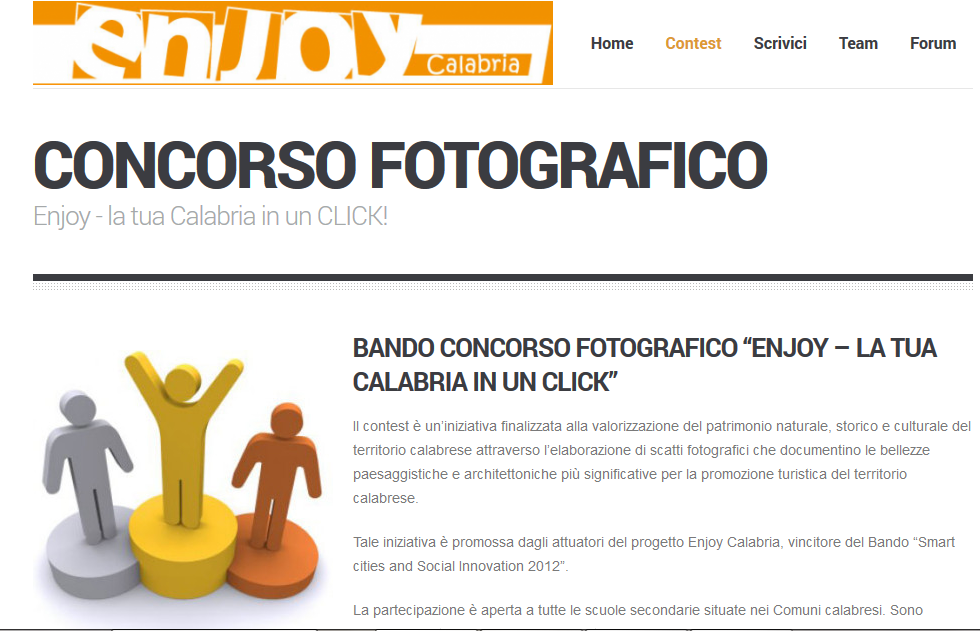 enjoy
Calabria
Home Contest Scrivici Team Forum
CONCORSO FOTOGRAFICO
Enjoy - la tua Calabria in un CLICK!
BANDO CONCORSO FOTOGRAFICO “ENJOY – LA TUA
CALABRIA IN UN CLICK”
Il contest è un’iniziativa finalizzata alla valorizzazione del patrimonio naturale, storico e culturale del
territorio calabrese attraverso l’elaborazione di scatti fotografici che documentino le bellezze
paesaggistiche e architettoniche più significative per la promozione turistica del territorio
calabrese.
Tale iniziativa è promossa dagli attuatori del progetto Enjoy Calabria, vincitore del Bando “Smart
cities and Social Innovation 2012”.
La partecipazione è aperta a tutte le scuole secondarie situate nei Comuni calabresi. Sono